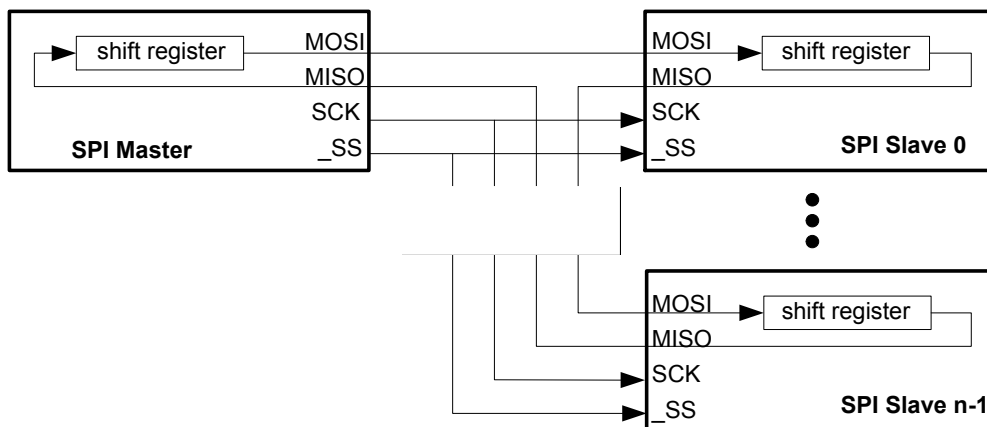 shift register
MOSI
MISO
SCK
_SS
SPI Master
MOSI
shift register
MISO
SCK
_SS
SPI Slave 0
MOSI
shift register
MISO
SCK
_SS
SPI Slave n-1